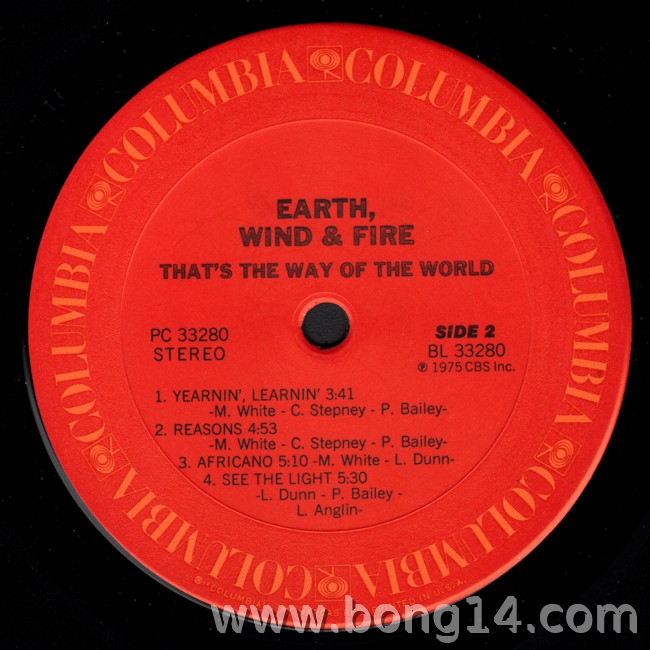 COLUMBIA COLUMBIA COLUMBIA COLUMBIA COLUMBIA COLUMBIA
EARTH,
WIND & FIRE
THAT'S THE WAY OF THE WORLD
PC 33280
STEREO
SIDE 2
BL 33280
℗ 1975 CBS Inc.
1. YEARNIN', LEARNIN' 3:41
-M. White - C. Stepney - P. Bailey-
2. REASONS 4:53
-M. White - C. Stepney - P. Bailey-
3. AFRICANO 5:10 -M. White - L. Dunn-
4. SEE THE LIGHT 5:30
-L. Dunn - P. Bailey -
L. Anglin-
www.bong14.com